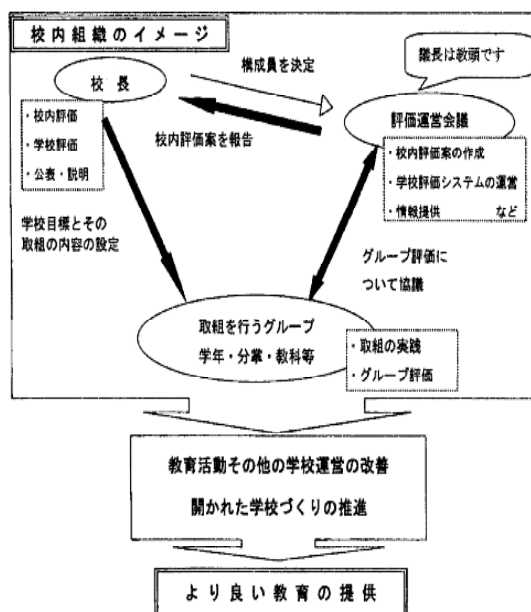 校内組織のイメージ
議長は教頭です
校 長
構成員を決定
評価運営会議
校内評価案を報告
・校内評価
・学校評価
・公表・説明
・校内評価案の作成
・学校評価システムの運営
・情報提供 など
学校目標とその
取組の内容の設定
グループ評価に
ついて協議
取組を行うグループ
学年・分掌・教科等
・取組の実践
・グループ評価
教育活動その他の学校運営の改善
開かれた学校づくりの推進
より良い教育の提供